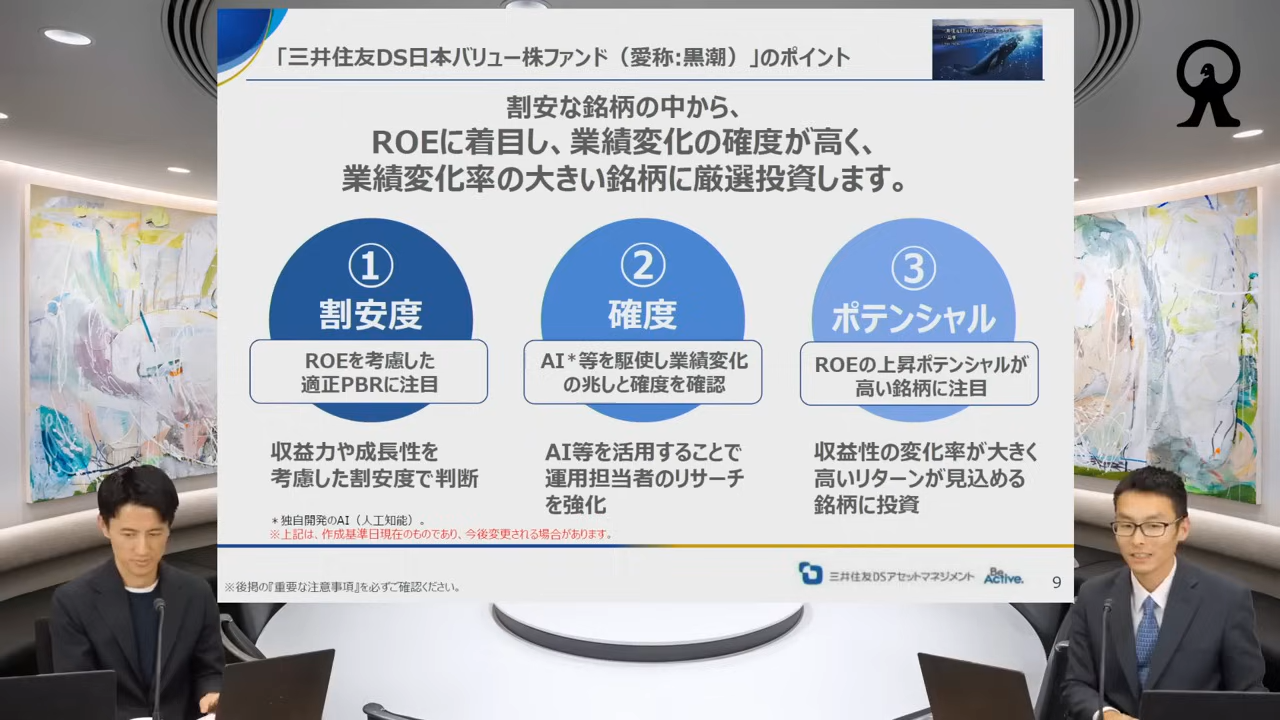 「三井住友DS日本バリュー株ファンド（愛称:黒潮）」のポイント
割安な銘柄の中から、
ROEに着目し、業績変化の確度が高く、
業績変化率の大きい銘柄に厳選投資します。
①
割安度
ROEを考慮した
適正PBRに注目
収益力や成長性を
考慮した割安度で判断
②
確度
AI*等を駆使し業績変化
の兆しと確度を確認
AI等を活用することで
運用担当者のリサーチ
を強化
③
ポテンシャル
ROEの上昇ポテンシャルが
高い銘柄に注目
収益性の変化率が大きく
高いリターンが見込める
銘柄に投資
＊独自開発のAI（人工知能）。
※上記は、作成基準日現在のものであり、今後変更される場合があります。
※後掲の『重要な注意事項』を必ずご確認ください。
三井住友DSアセットマネジメント
Be Active.
9